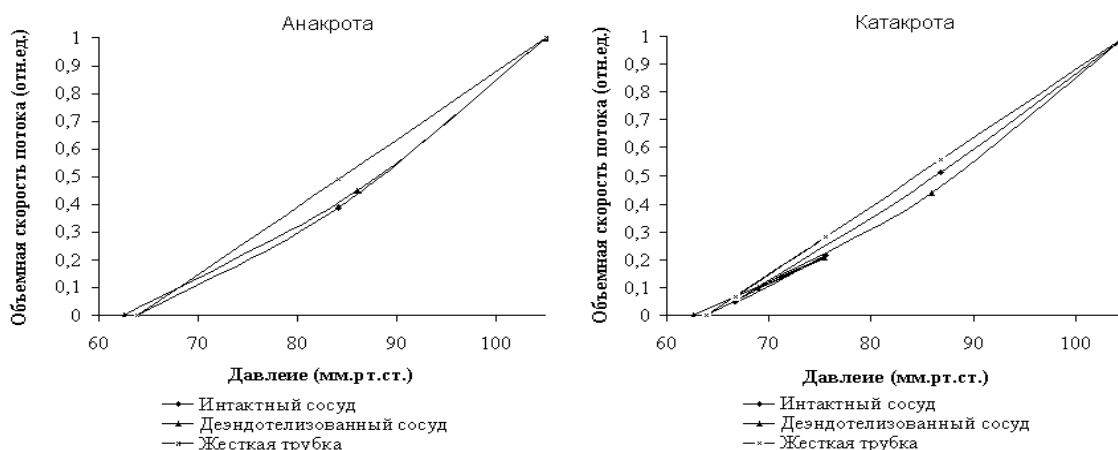 Анакрота
Объемная скорость потока (отн.ед.)
1
0,9
0,8
0,7
0,6
0,5
0,4
0,3
0,2
0,1
0
60
70
80
90
100
Давлеие (мм.рт.ст.)
Интактный сосуд
Деэндотелизованный сосуд
Жесткая трубка
Катакрота
Объемная скорость потока (отн.ед.)
1
0,9
0,8
0,7
0,6
0,5
0,4
0,3
0,2
0,1
0
60
70
80
90
100
Давлеие (мм.рт.ст.)
Интактный сосуд
Деэндотелизованный сосуд
Жесткая трубка